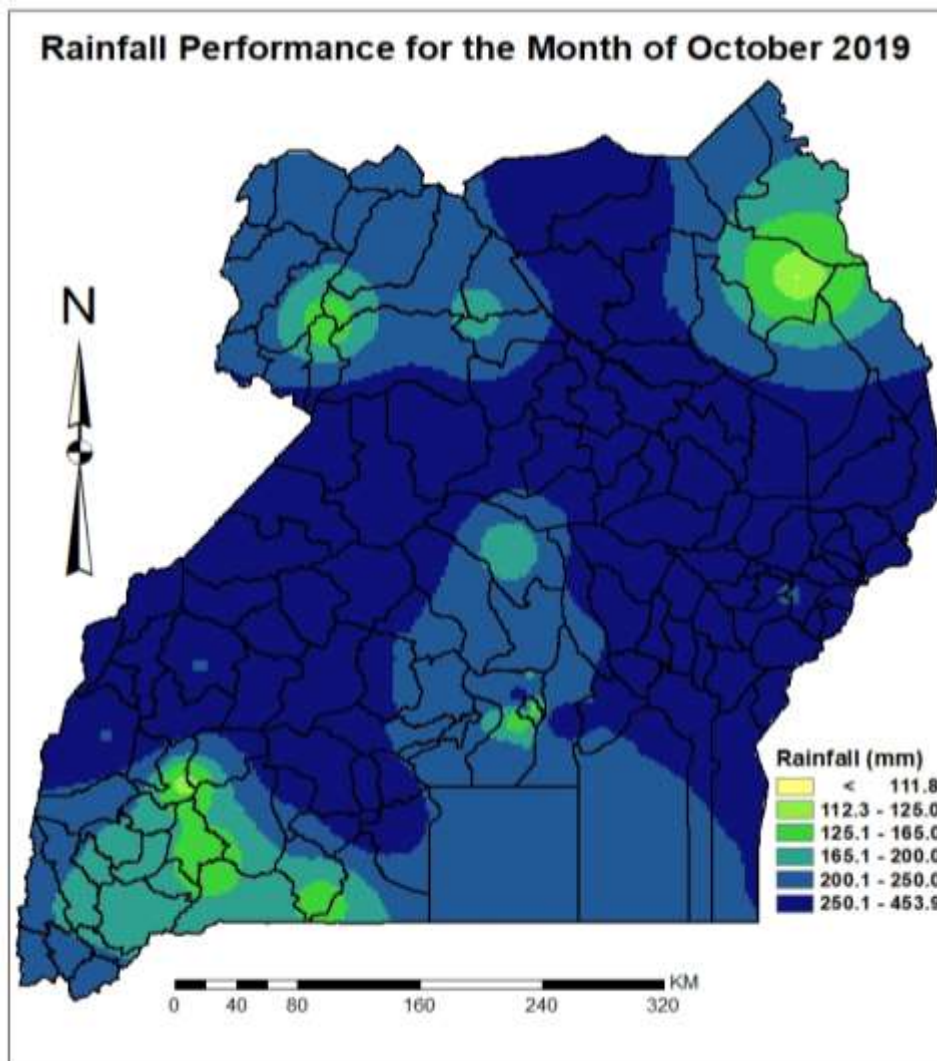 Rainfall Performance for the Month of October 2019
N
Rainfall (mm)
< 111.8
112.3 - 125.0
125.1 - 165.0
165.1 - 200.0
200.1 - 250.0
250.1 - 453.9
KM
0 40 80 160 240 320